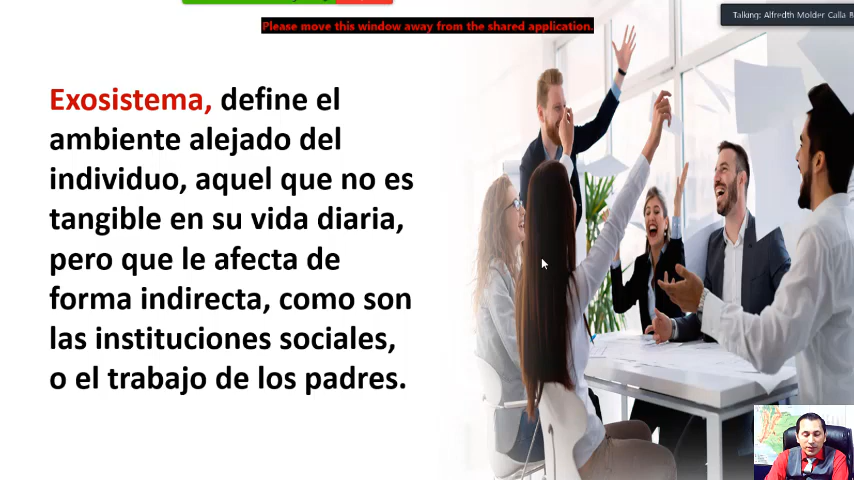 Please move this window away from the shared application.
Talking: Alfredth Molder Calla
Exosistema, define el
ambiente alejado del
individuo, aquel que no es
tangible en su vida diaria,
pero que le afecta de
forma indirecta, como son
las instituciones sociales,
o el trabajo de los padres.